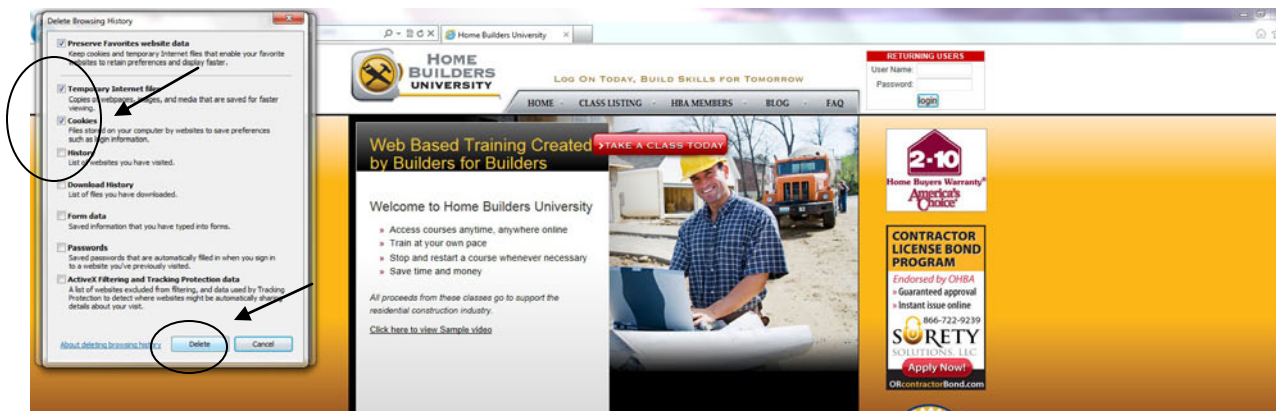 Delete Browsing History
Preserve Favorites website data
Keep cookies and temporary Internet files that enable your favorite
websites to retain preferences and display faster.
Temporary Internet files
Copies of webpages, images, and media that are saved for faster
viewing.
Cookies
Files stored on your computer by websites to save preferences
such as login information.
History
List of websites you have visited.
Download History
List of files you have downloaded.
Form data
Saved information that you have typed into forms.
Passwords
Saved passwords that are automatically filled in when you sign in
to a website you've previously visited.
ActiveX Filtering and Tracking Protection data
A list of websites excluded from filtering, and data used by Tracking
Protection to detect where websites might be automatically sharing
details about your visit.
About deleting browsing history
Delete
Cancel
Home Builders University
HOME
BUILDERS
UNIVERSITY
LOG ON TODAY, BUILD SKILLS FOR TOMORROW
HOME
CLASS LISTING
HBA MEMBERS
BLOG
FAQ
RETURNING USERS
User Name:
Password:
login
Web Based Training Created
by Builders for Builders
TAKE A CLASS TODAY
Welcome to Home Builders University
» Access courses anytime, anywhere online
» Train at your own pace
» Stop and restart a course whenever necessary
» Save time and money
All proceeds from these classes go to support the
residential construction industry.
Click here to view Sample video
2-10
Home Buyers Warranty®
America's
Choice®
CONTRACTOR
LICENSE BOND
PROGRAM
Endorsed by OHBA
» Guaranteed approval
» Instant issue online
866-722-9239
SURETY
SOLUTIONS, LLC
Apply Now!
ORcontractorBond.com